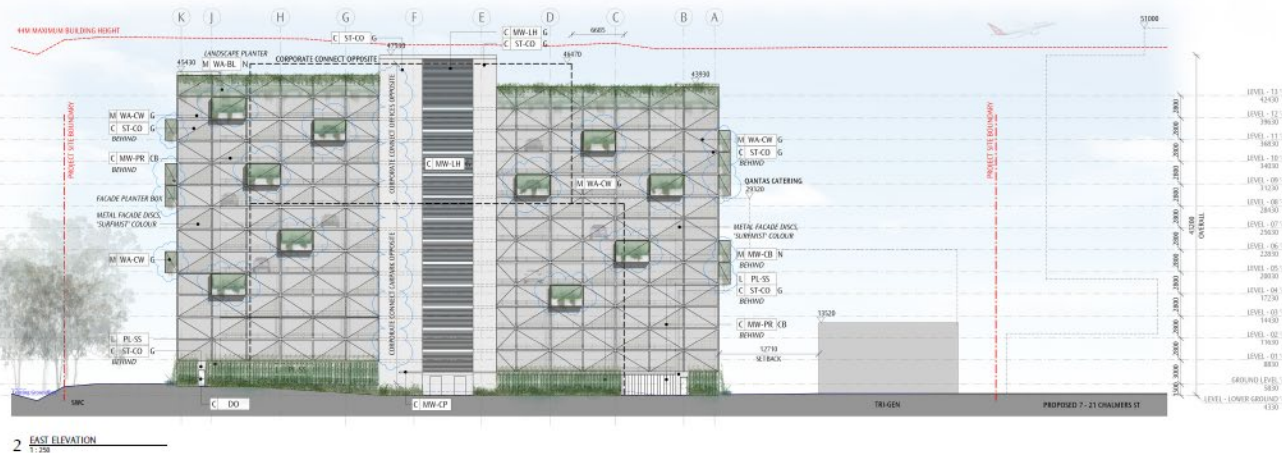 K J H G F E D C B A
51000
44M MAXIMUM BUILDING HEIGHT
C ST-CO G
C MW-LH G
C ST-CO G
6685
LANDSCAPE PLANTER
M WA-BL N
CORPORATE CONNECT OPPOSITE
46470
45430
43930
M WA-CW G
C ST-CO G
BEHIND
C MW-PR CB
BEHIND
FACADE PLANTER BOX
METAL FACADE DISCS,
'SURFMIST' COLOUR
M WA-CW G
L PL-SS
C ST-CO G
BEHIND
PROJECT SITE BOUNDARY
CORPORATE CONNECT OFFICES OPPOSITE
CORPORATE CONNECT CARPARK OPPOSITE
C MW-LH G
M WA-CW G
PL-SS
M WA-CW G
C ST-CO G
BEHIND
QANTAS CATERING
29320
METAL FACADE DISCS,
'SURFMIST' COLOUR
M MW-CB N
BEHIND
L PL-SS
C ST-CO G
BEHIND
C MW-PR CB
BEHIND
13520
12710
SETBACK
PROJECT SITE BOUNDARY
OVERALL
LEVEL - 13
42430
LEVEL - 12
39630
LEVEL - 11
36830
LEVEL - 10
34030
LEVEL - 09
31230
LEVEL - 08
28430
LEVEL - 07
25630
LEVEL - 06
22830
LEVEL - 05
20030
LEVEL - 04
17230
LEVEL - 03
14430
LEVEL - 02
11630
LEVEL - 01
8830
GROUND LEVEL
5830
LEVEL - LOWER GROUND
4330
SWC
C DO
C MW-CP
TRI-GEN
PROPOSED 7 - 21 CHALMERS ST
2 EAST ELEVATION
1 : 250